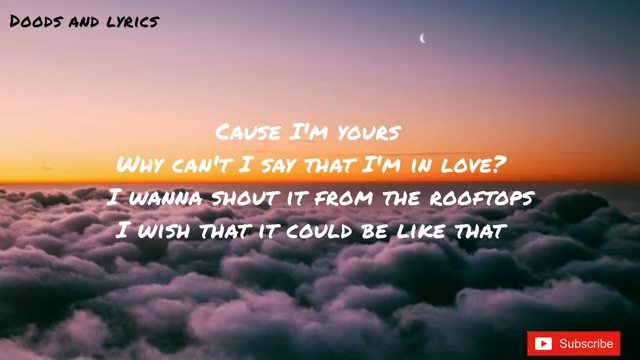 Doods and lyrics
Cause I'm yours
Why can't I say that I'm in love?
I wanna shout it from the rooftops
I wish that it could be like that
Subscribe